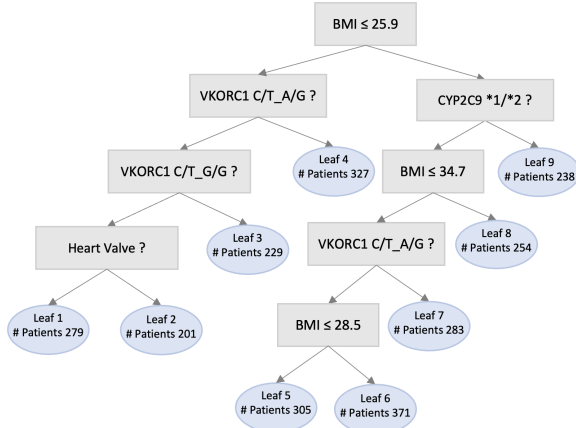 BMI ≤ 25.9
VKORC1 C/T_A/G ?
CYP2C9 *1/*2 ?
VKORC1 C/T_G/G ?
Leaf 4
# Patients 327
BMI ≤ 34.7
Leaf 9
# Patients 238
Heart Valve ?
Leaf 3
# Patients 229
VKORC1 C/T_A/G ?
Leaf 8
# Patients 254
Leaf 1
# Patients 279
Leaf 2
# Patients 201
BMI ≤ 28.5
Leaf 7
# Patients 283
Leaf 5
# Patients 305
Leaf 6
# Patients 371